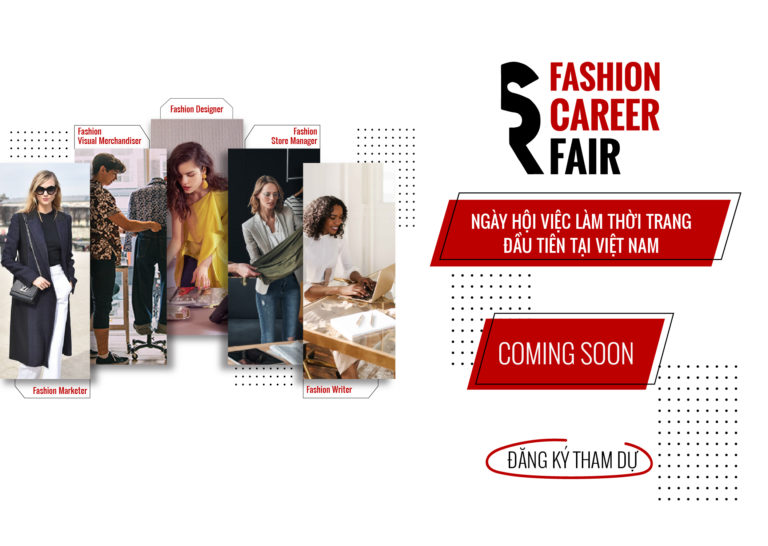 Fashion Designer
Fashion
Visual Merchandiser
Fashion
Store Manager
Fashion Marketer
Fashion Writer
FASHION
CAREER
FAIR
NGÀY HỘI VIỆC LÀM THỜI TRANG
ĐẦU TIÊN TẠI VIỆT NAM
COMING SOON
ĐĂNG KÝ THAM DỰ